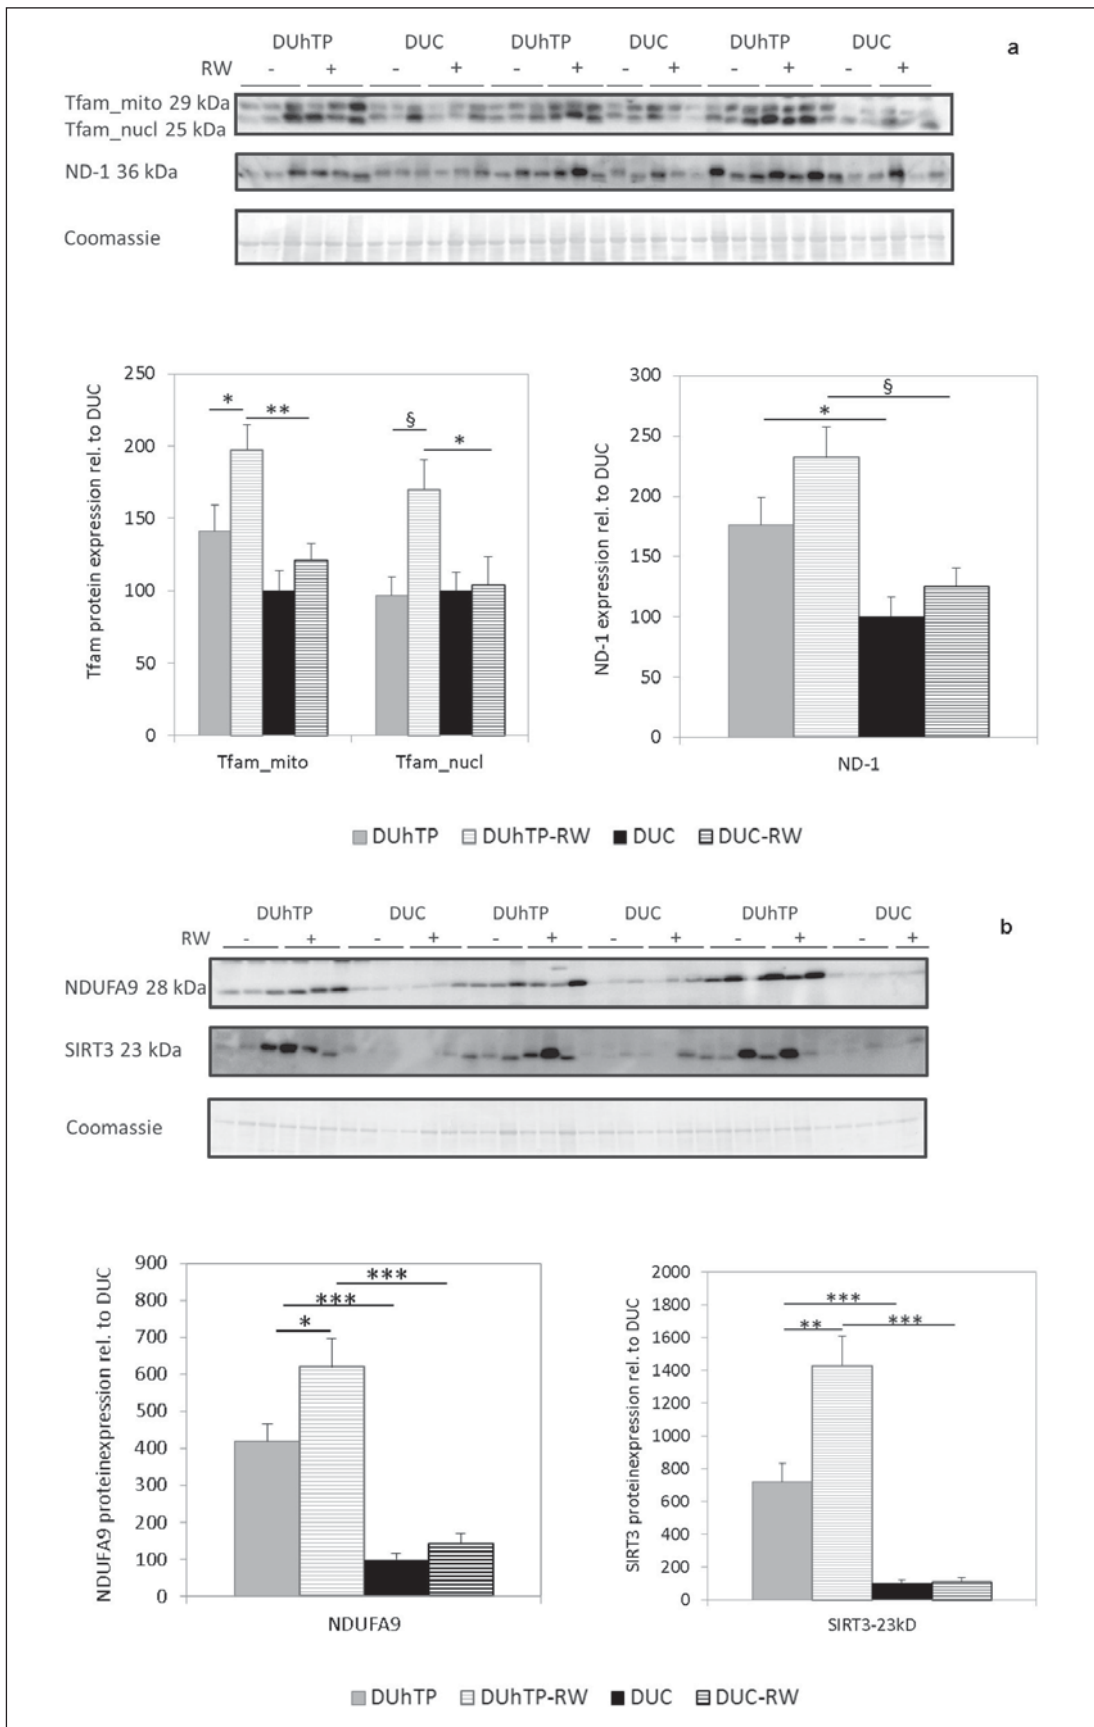 a
DUhTP DUC DUhTP DUC DUhTP DUC
RW - + - + - + - + - + - +
Tfam_mito 29 kDa
Tfam_nucl 25 kDa
ND-1 36 kDa
Coomassie
Tfam protein expression rel. to DUC
250
200
150
100
50
0
* ** § *
Tfam_mito Tfam_nucl
ND-1 expression rel. to DUC
300
250
200
150
100
50
0
* §
ND-1
DUhTP DUhTP-RW DUC DUC-RW
b
DUhTP DUC DUhTP DUC DUhTP DUC
RW - + - + - + - + - + - +
NDUFA9 28 kDa
SIRT3 23 kDa
Coomassie
NDUFA9 proteinexpression rel. to DUC
900
800
700
600
500
400
300
200
100
0
***
***
*
NDUFA9
SIRT3 proteinexpression rel. to DUC
2000
1800
1600
1400
1200
1000
800
600
400
200
0
***
** ***
SIRT3-23kD
DUhTP DUhTP-RW DUC DUC-RW